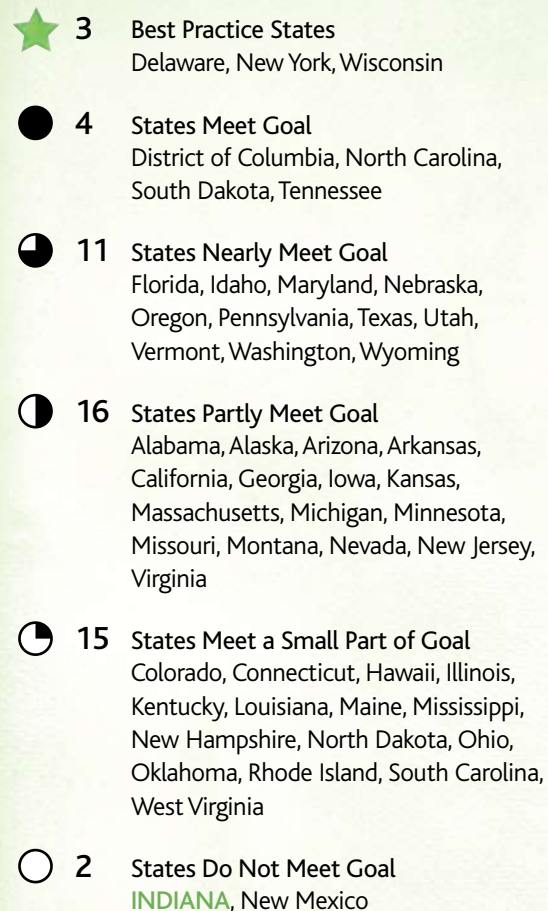 3 Best Practice States
Delaware, New York, Wisconsin
4 States Meet Goal
District of Columbia, North Carolina,
South Dakota, Tennessee
11 States Nearly Meet Goal
Florida, Idaho, Maryland, Nebraska,
Oregon, Pennsylvania, Texas, Utah,
Vermont, Washington, Wyoming
16 States Partly Meet Goal
Alabama, Alaska, Arizona, Arkansas,
California, Georgia, Iowa, Kansas,
Massachusetts, Michigan, Minnesota,
Missouri, Montana, Nevada, New Jersey,
Virginia
15 States Meet a Small Part of Goal
Colorado, Connecticut, Hawaii, Illinois,
Kentucky, Louisiana, Maine, Mississippi,
New Hampshire, North Dakota, Ohio,
Oklahoma, Rhode Island, South Carolina,
West Virginia
2 States Do Not Meet Goal
INDIANA, New Mexico